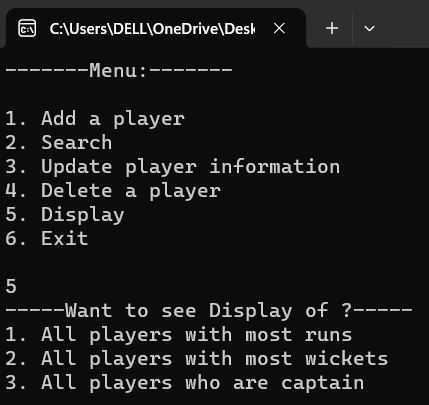 C:\Users\DELL\OneDrive\Desk
-------Menu:-------
1. Add a player
2. Search
3. Update player information
4. Delete a player
5. Display
6. Exit
5
-----Want to see Display of ?-----
1. All players with most runs
2. All players with most wickets
3. All players who are captain